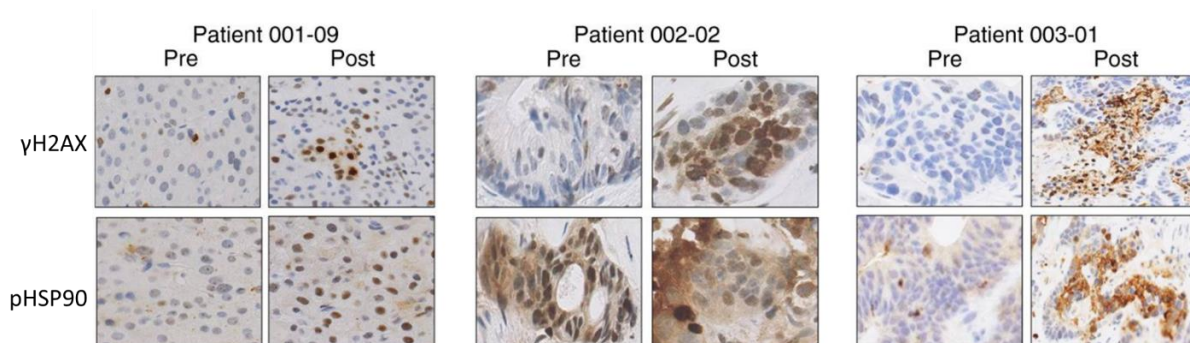 Patient 001-09
Pre Post
Patient 002-02
Pre Post
Patient 003-01
Pre Post
γH2AX
pHSP90